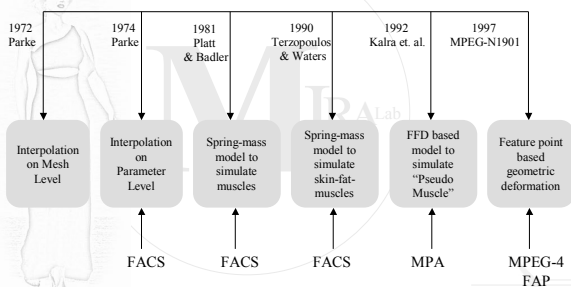 1972
Parke
1974
Parke
1981
Platt
& Badler
1990
Terzopoulos
& Waters
1992
Kalra et. al.
1997
MPEG-N1901
MIRALab
Interpolation
on Mesh
Level
Interpolation
on
Parameter
Level
Spring-mass
model to
simulate
muscles
Spring-mass
model to
simulate
skin-fat-
muscles
FFD based
model to
simulate
“Pseudo
Muscle”
Feature point
based
geometric
deformation
FACS
FACS
FACS
MPA
MPEG-4
FAP